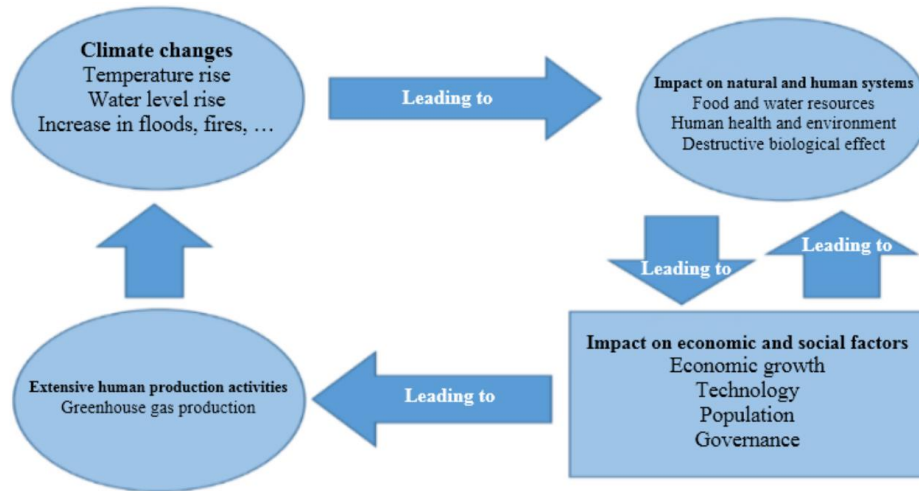 Climate changes
Temperature rise
Water level rise
Increase in floods, fires, …
Leading to
Impact on natural and human systems
Food and water resources
Human health and environment
Destructive biological effect
Leading to
Leading to
Impact on economic and social factors
Economic growth
Technology
Population
Governance
Leading to
Extensive human production activities
Greenhouse gas production